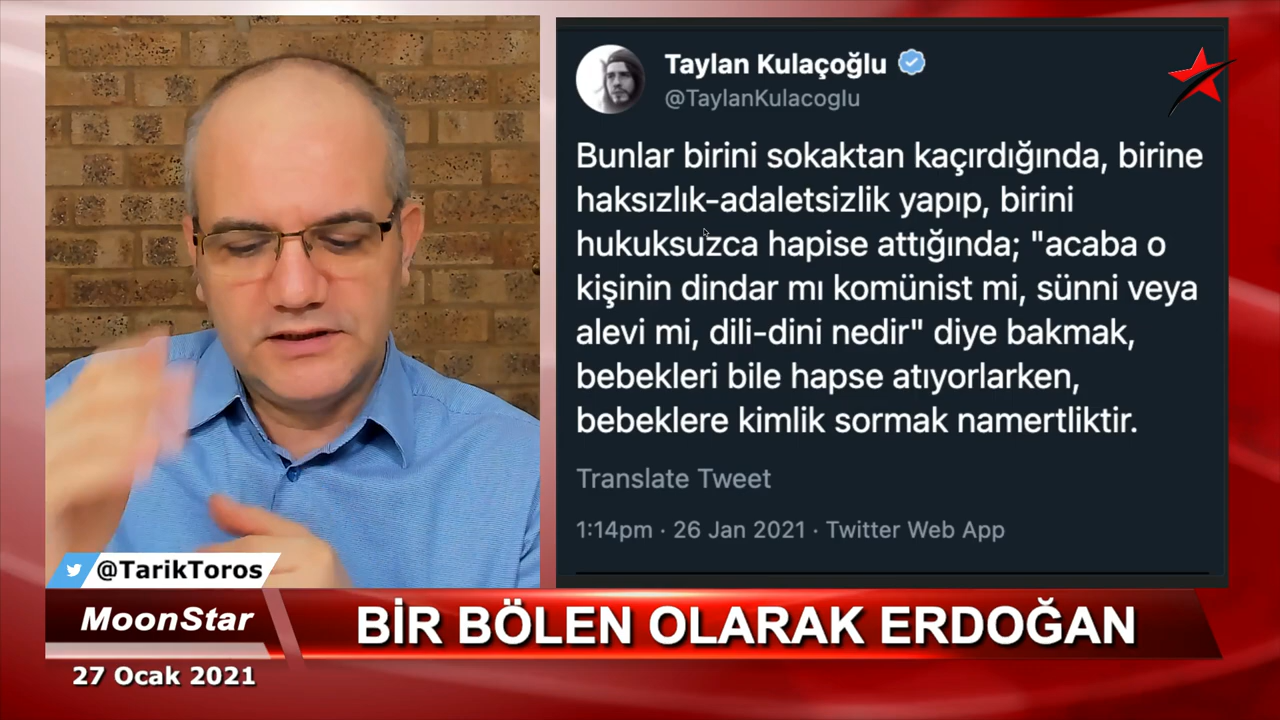 Taylan Kulaçoğlu
@TaylanKulacoglu
Bunlar birini sokaktan kaçırdığında, birine
haksızlık-adaletsizlik yapıp, birini
hukuksuzca hapise attığında; "acaba o
kişinin dindar mı komünist mi, sünni veya
alevi mi, dili-dini nedir" diye bakmak,
bebekleri bile hapse atıyorlarken,
bebeklere kimlik sormak namertliktir.
Translate Tweet
1:14pm · 26 Jan 2021 · Twitter Web App
@TarikToros
MoonStar
BİR BÖLEN OLARAK ERDOĞAN
27 Ocak 2021